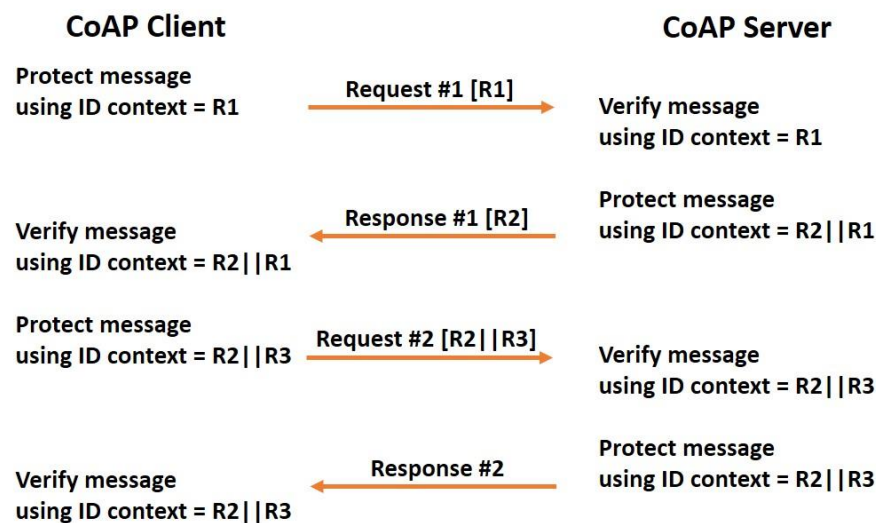 CoAP Client
CoAP Server
Protect message
using ID context = R1
Request #1 [R1]
Verify message
using ID context = R1
Protect message
using ID context = R2||R1
Response #1 [R2]
Verify message
using ID context = R2||R1
Protect message
using ID context = R2||R3
Request #2 [R2||R3]
Verify message
using ID context = R2||R3
Protect message
using ID context = R2||R3
Response #2
Verify message
using ID context = R2||R3